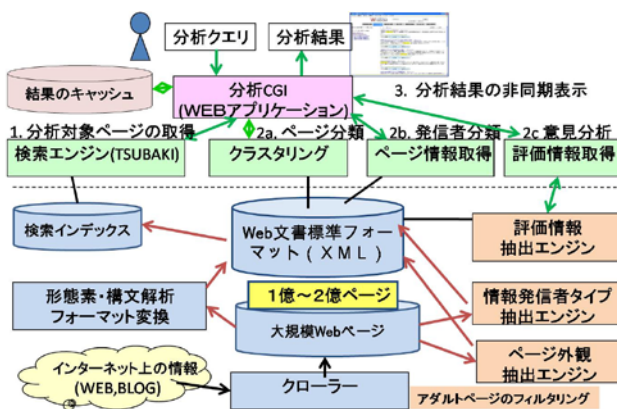 分析クエリ
分析結果
結果のキャッシュ
分析CGI
(WEBアプリケーション)
3. 分析結果の非同期表示
1. 分析対象ページの取得
2a. ページ分類
2b. 発信者分類
2c 意見分析
検索エンジン(TSUBAKI)
クラスタリング
ページ情報取得
評価情報取得
検索インデックス
Web文書標準フォー
マット(XML)
評価情報
抽出エンジン
形態素・構文解析
フォーマット変換
1億~2億ページ
大規模Webページ
情報発信者タイプ
抽出エンジン
ページ外観
抽出エンジン
インターネット上の情報
(WEB,BLOG)
クローラー
アダルトページのフィルタリング